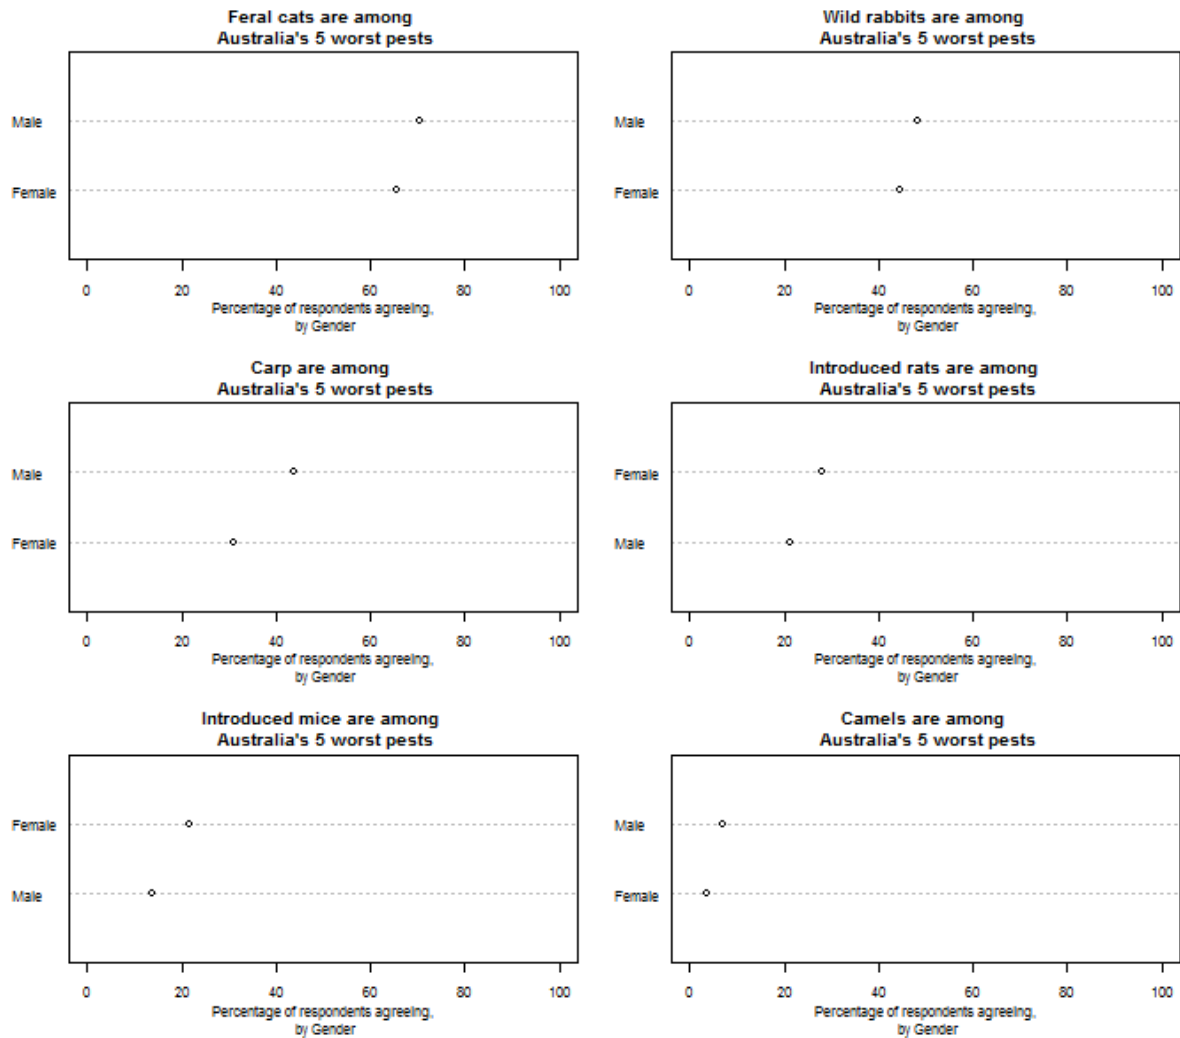 Feral cats are among
Australia's 5 worst pests
Male
Female
0 20 40 60 80 100
Percentage of respondents agreeing,
by Gender
Wild rabbits are among
Australia's 5 worst pests
Male
Female
0 20 40 60 80 100
Percentage of respondents agreeing,
by Gender
Carp are among
Australia's 5 worst pests
Male
Female
0 20 40 60 80 100
Percentage of respondents agreeing,
by Gender
Introduced rats are among
Australia's 5 worst pests
Female
Male
0 20 40 60 80 100
Percentage of respondents agreeing,
by Gender
Introduced mice are among
Australia's 5 worst pests
Female
Male
0 20 40 60 80 100
Percentage of respondents agreeing,
by Gender
Camels are among
Australia's 5 worst pests
Male
Female
0 20 40 60 80 100
Percentage of respondents agreeing,
by Gender